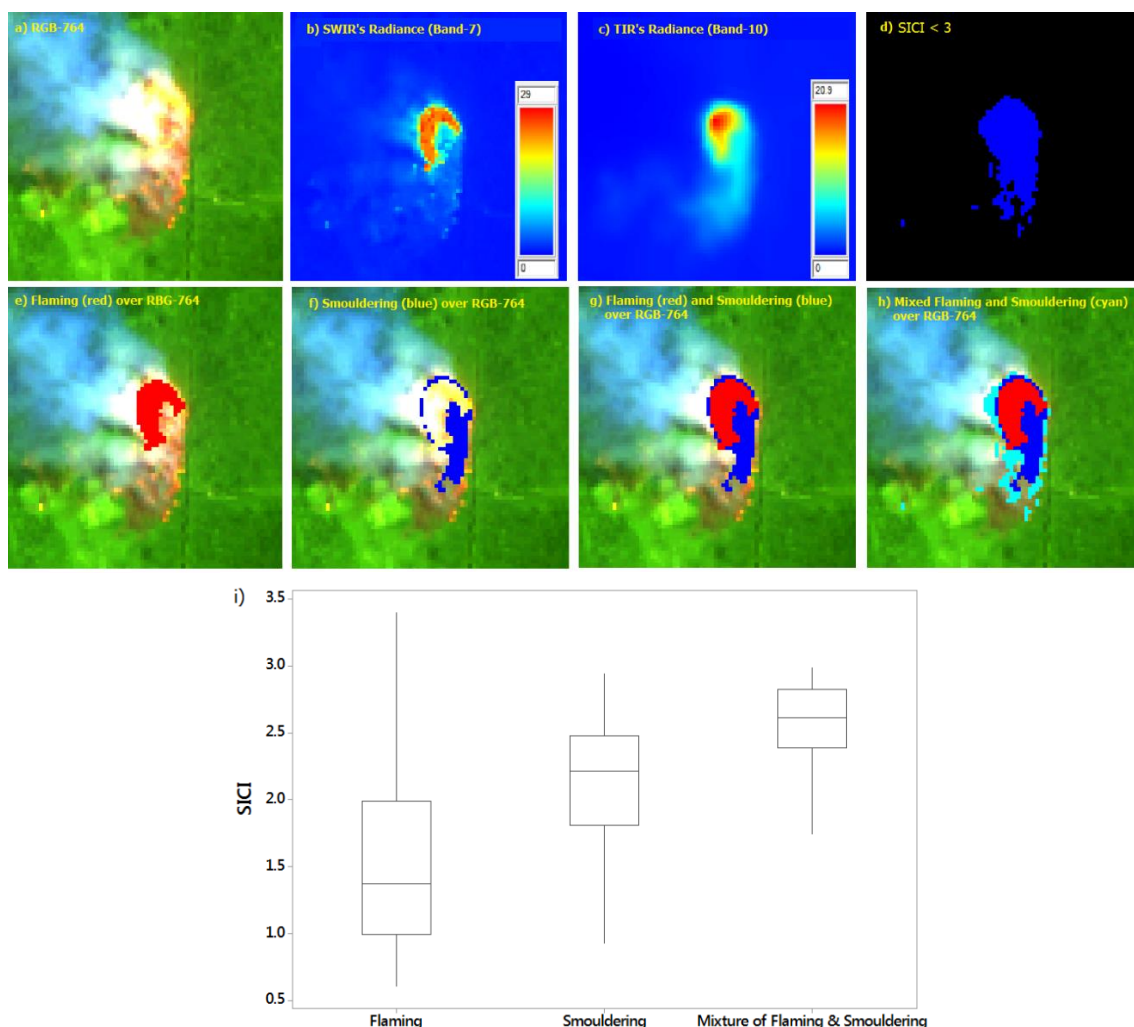 a) RGB-764
b) SWIR's Radiance (Band-7)
29
0
c) TIR's Radiance (Band-10)
20.9
0
d) SICI < 3
e) Flaming (red) over RBG-764
f) Smouldering (blue) over RGB-764
g) Flaming (red) and Smouldering (blue)
over RGB-764
h) Mixed Flaming and Smouldering (cyan)
over RGB-764
i)
3.5
3.0
2.5
2.0
1.5
1.0
0.5
SICI
Flaming
Smouldering
Mixture of Flaming & Smouldering